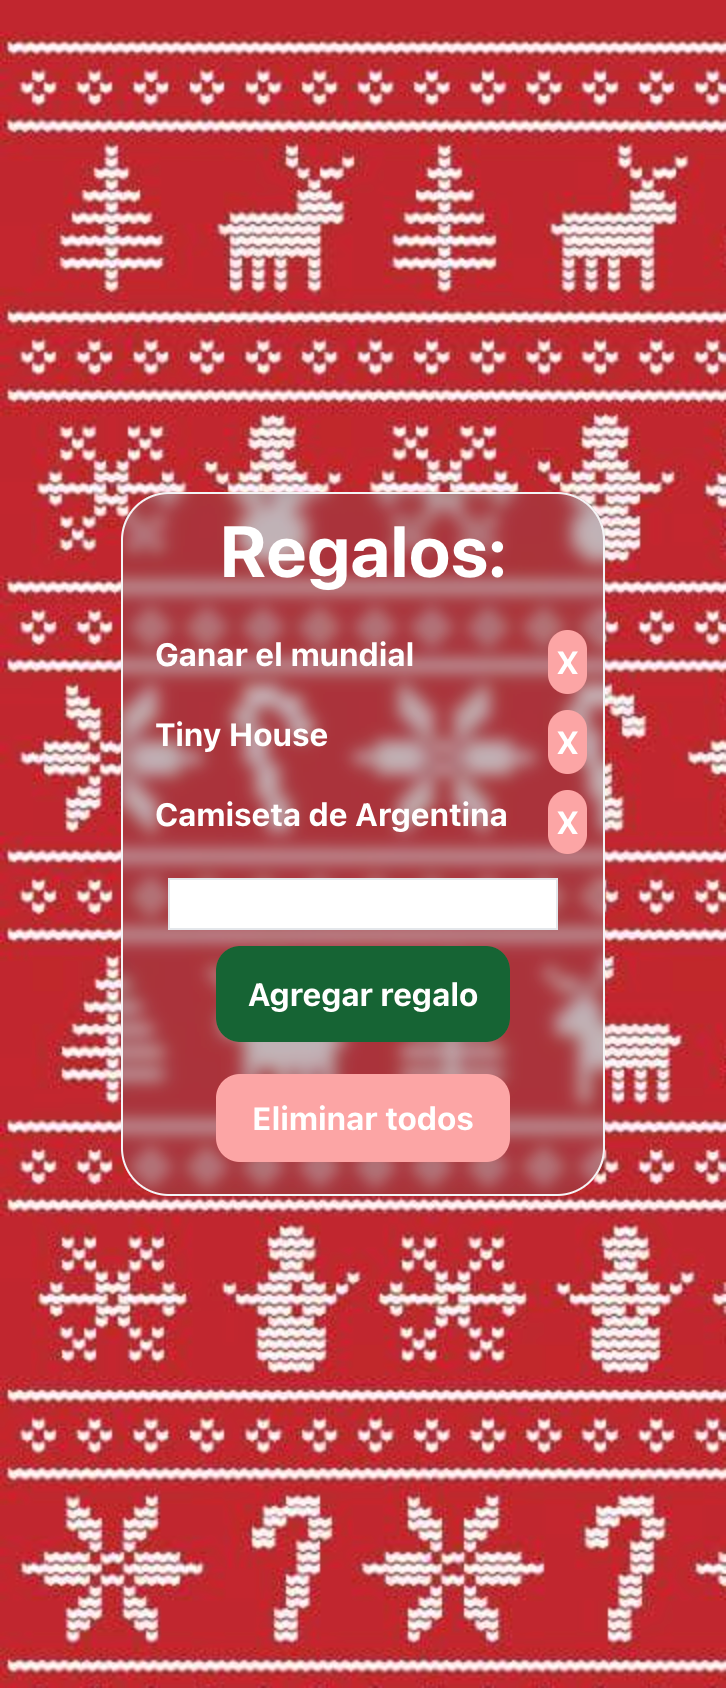 Regalos:
Ganar el mundial X
Tiny House X
Camiseta de Argentina X
Agregar regalo
Eliminar todos